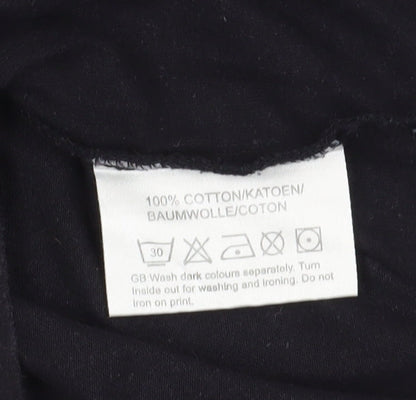 100% COTTON/KATOEN/
BAUMWOLLE/COTON
30
GB:Wash dark colours separately. Turn
inside out for washing and ironing. Do not
iron on print.